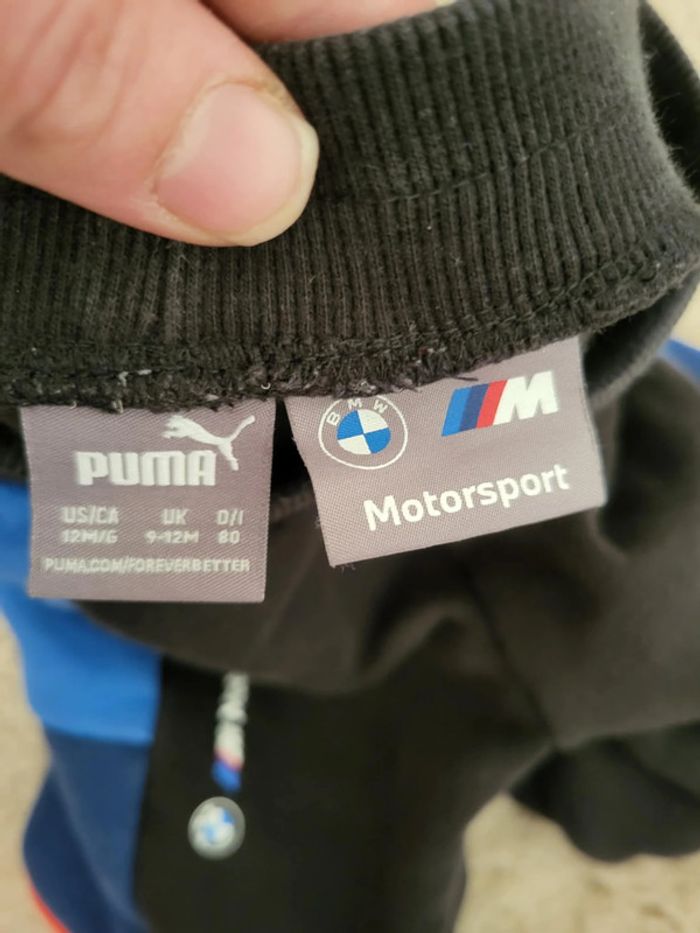 PUMA
US/CA UK D/I
12M/G 9-12M 80
PUMA.COM/FOREVERBETTER
BMW
M
Motorsport
M